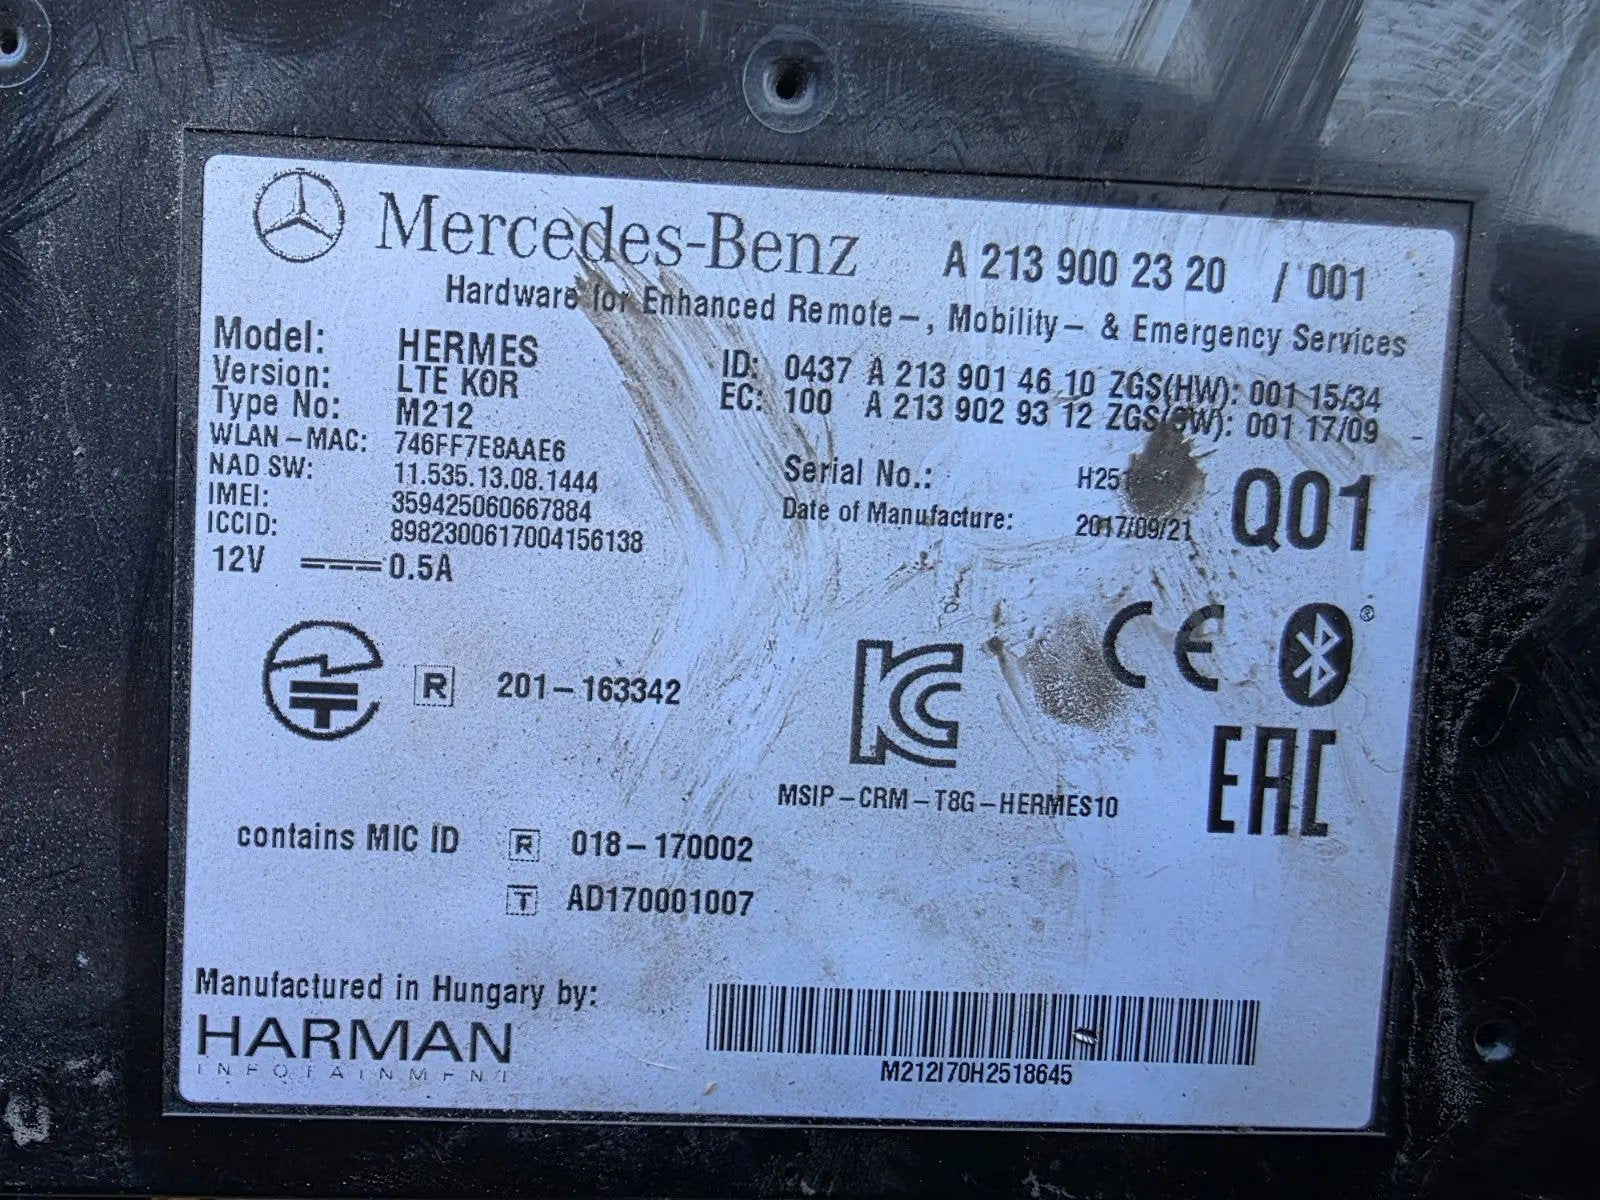 Mercedes-Benz A 213 900 23 20 / 001
Hardware for Enhanced Remote-, Mobility- & Emergency Services
Model: HERMES
Version: LTE KOR
Type No: M212
WLAN-MAC: 746FF7E8AAE6
NAD SW: 11.535.13.08.1444
IMEI: 359425060667884
ICCID: 8982300617004156138
12V 0.5A
ID: 0437 A 213 901 46 10 ZGS(HW): 001 15/34
EC: 100 A 213 902 93 12 ZGS(SW): 001 17/09
Serial No.: H251
Date of Manufacture: 2017/09/21
Q01
R 201-163342
KC
CE
EAC
MSIP-CRM-T8G-HERMES10
contains MIC ID R 018-170002
T AD170001007
Manufactured in Hungary by:
HARMAN
INFOTAINMENT
M212I70H2518645